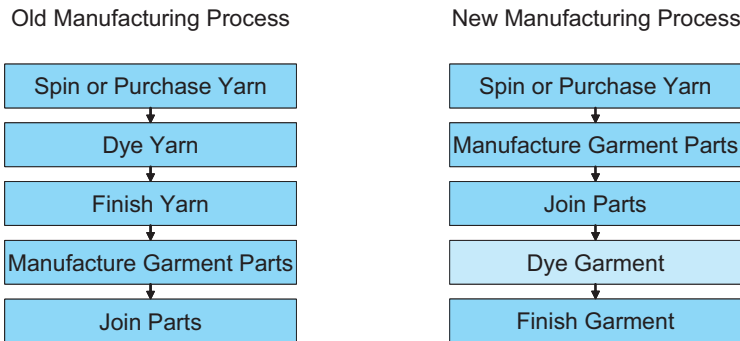 Old Manufacturing Process
Spin or Purchase Yarn
Dye Yarn
Finish Yarn
Manufacture Garment Parts
Join Parts
New Manufacturing Process
Spin or Purchase Yarn
Manufacture Garment Parts
Join Parts
Dye Garment
Finish Garment